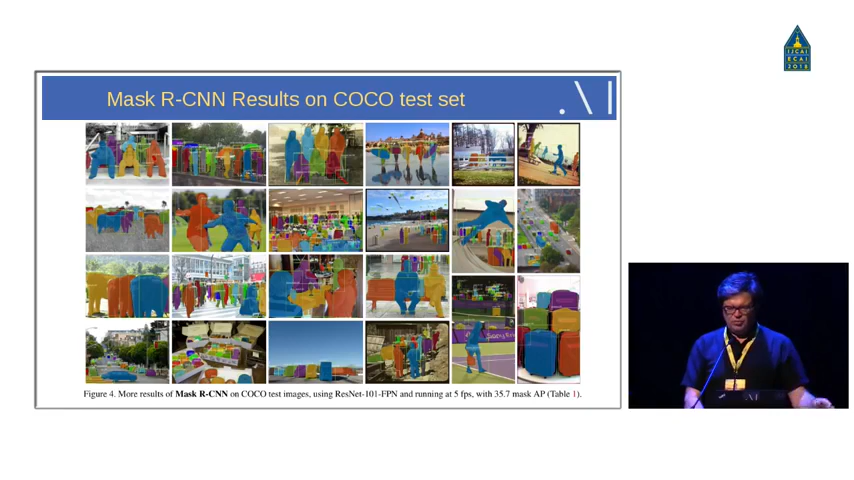 IJCAI
ECAI
2018
Mask R-CNN Results on COCO test set
Figure 4. More results of Mask R-CNN on COCO test images, using ResNet-101-FPN and running at 5 fps, with 35.7 mask AP (Table 1).